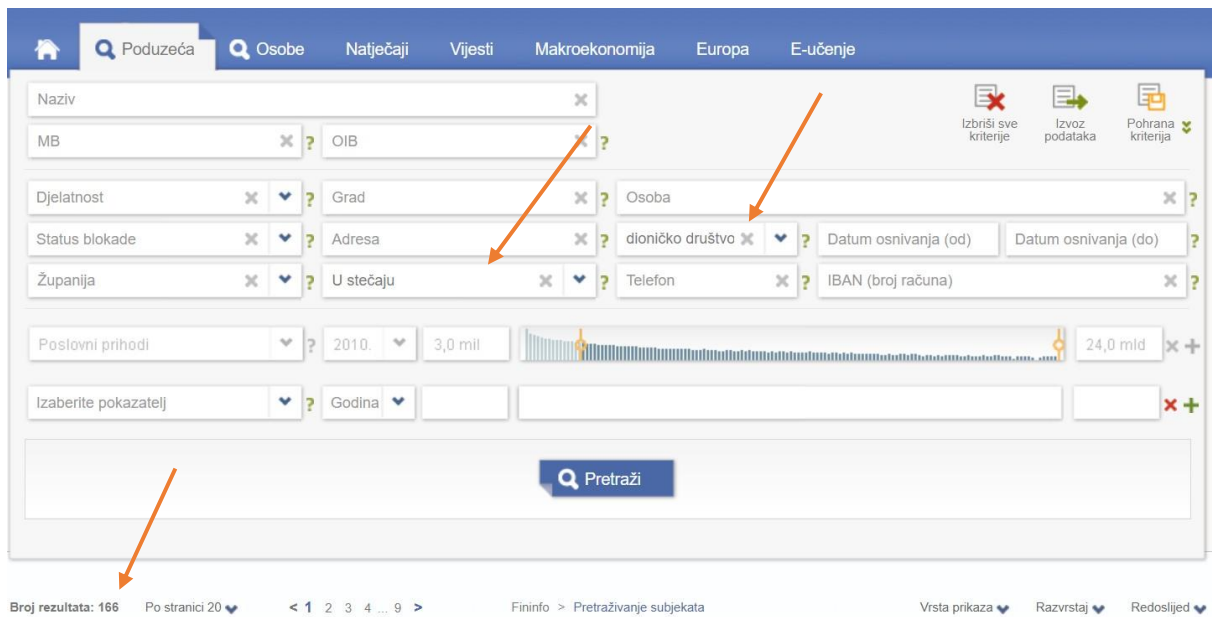 Poduzeća Osobe Natječaji Vijesti Makroekonomija Europa E-učenje
Naziv
MB ? OIB ?
Izbriši sve kriterije
Izvoz podataka
Pohrana kriterija
Djelatnost ? Grad ? Osoba ?
Status blokade ? Adresa ? dioničko društvo ? Datum osnivanja (od) Datum osnivanja (do) ?
Županija ? U stečaju ? Telefon ? IBAN (broj računa) ?
Poslovni prihodi ? 2010. 3,0 mil 24,0 mld
Izaberite pokazatelj ? Godina
Pretraži
Broj rezultata: 166 Po stranici 20 < 1 2 3 4 ... 9 > Fininfo > Pretraživanje subjekata Vrsta prikaza Razvrstaj Redoslijed